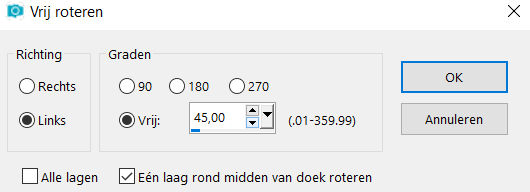 Vrij roteren
Richting
Graden
Rechts
90 180 270
OK
Links
Vrij: 45,00 (.01-359.99)
Annuleren
Alle lagen Eén laag rond midden van doek roteren